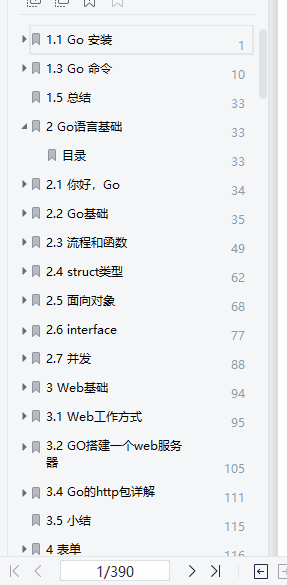 1.1 Go 安装 1
1.3 Go 命令 10
1.5 总结 33
2 Go语言基础 33
目录 33
2.1 你好，Go 34
2.2 Go基础 35
2.3 流程和函数 49
2.4 struct类型 62
2.5 面向对象 68
2.6 interface 77
2.7 并发 88
3 Web基础 94
3.1 Web工作方式 95
3.2 GO搭建一个web服务
器 105
3.4 Go的http包详解 111
3.5 小结 115
4 表单 116
1/390